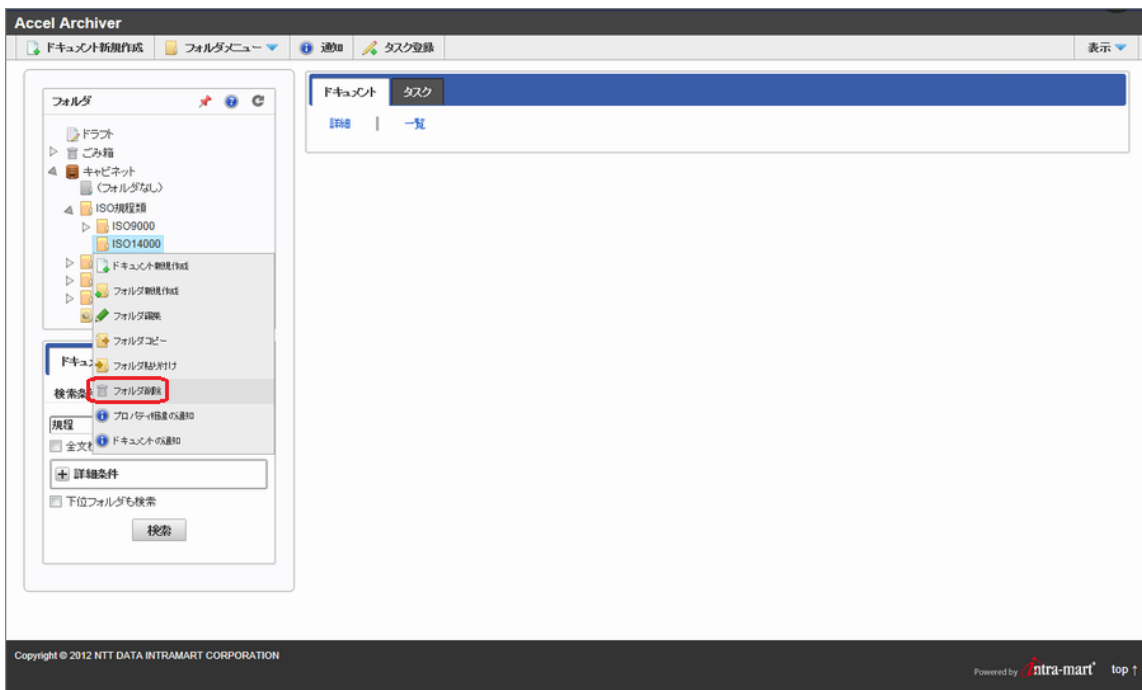 Accel Archiver
ドキュメント新規作成 フォルダメニュー 通知 タスク登録 表示
フォルダ
ドラフト
ごみ箱
キャビネット
(フォルダなし)
ISO規程類
ISO9000
ISO14000
ドキュメント新規作成
フォルダ新規作成
フォルダ編集
フォルダコピー
フォルダ貼り付け
フォルダ削除
プロパティ相違の通知
ドキュメントの通知
ドキュ
検索条
規程
全文検
詳細条件
下位フォルダも検索
検索
ドキュメント タスク
詳細 | 一覧
Copyright © 2012 NTT DATA INTRAMART CORPORATION
Powered by intra-mart top ↑